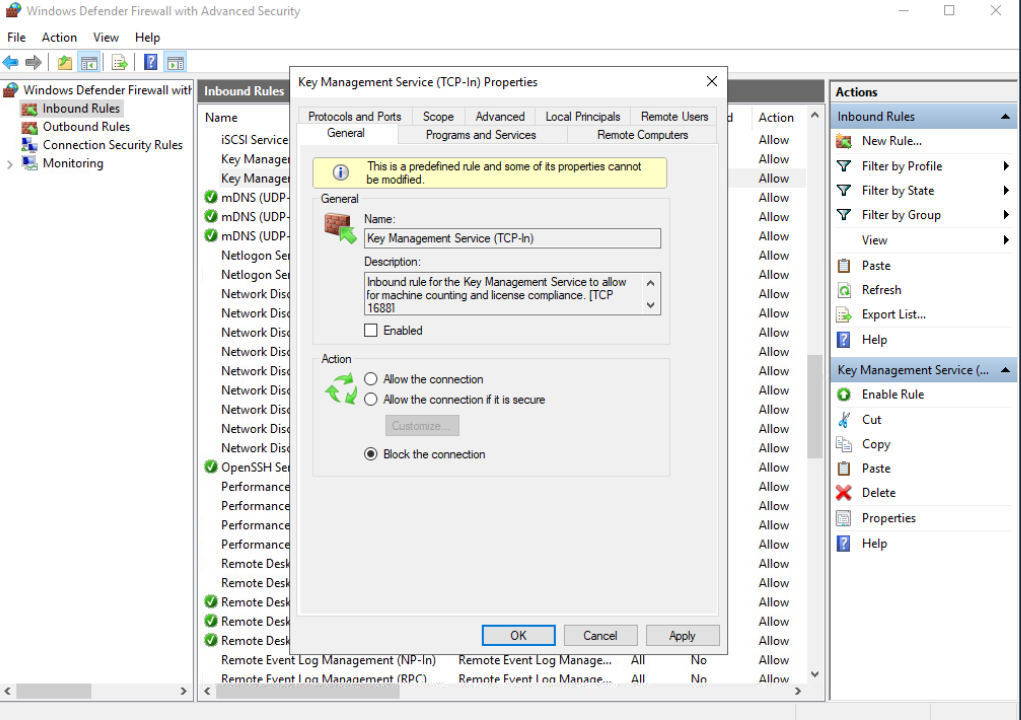 Windows Defender Firewall with Advanced Security
File Action View Help
Windows Defender Firewall with
Inbound Rules
Outbound Rules
Connection Security Rules
Monitoring
Inbound Rules
Name
d Action
iSCSI Service Allow
Key Manager Allow
Key Manager Allow
mDNS (UDP- Allow
mDNS (UDP- Allow
mDNS (UDP- Allow
Netlogon Ser Allow
Netlogon Ser Allow
Network Disc Allow
Network Disc Allow
Network Disc Allow
Network Disc Allow
Network Disc Allow
Network Disc Allow
Network Disc Allow
Network Disc Allow
Network Disc Allow
OpenSSH Ser Allow
Performance Allow
Performance Allow
Performance Allow
Performance Allow
Remote Desk Allow
Remote Desk Allow
Remote Desk Allow
Remote Desk Allow
Remote Desk Allow
Remote Event Log Management (NP-In) Remote Event Log Manage... All No Allow
Remote Event Log Management (RPC) Remote Event Log Manage... All No Allow
Key Management Service (TCP-In) Properties
Protocols and Ports Scope Advanced Local Principals Remote Users
General Programs and Services Remote Computers
This is a predefined rule and some of its properties cannot
be modified.
General
Name:
Key Management Service (TCP-In)
Description:
Inbound rule for the Key Management Service to allow
for machine counting and license compliance. [TCP
1688]
Enabled
Action
Allow the connection
Allow the connection if it is secure
Customize...
Block the connection
OK Cancel Apply
Actions
Inbound Rules
New Rule...
Filter by Profile
Filter by State
Filter by Group
View
Paste
Refresh
Export List...
Help
Key Management Service (...
Enable Rule
Cut
Copy
Paste
Delete
Properties
Help